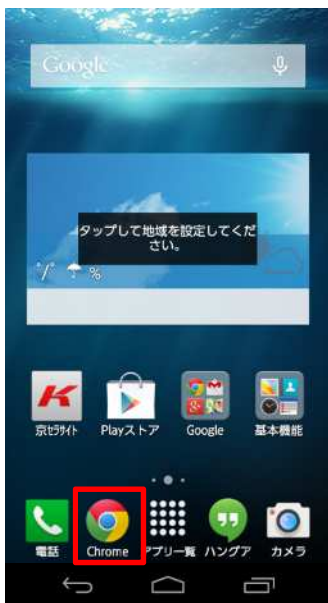 Google
タップして地域を設定してくだ
さい。
°/° %
K
京セラサイト Playストア Google 基本機能
電話 Chrome アプリ一覧 ハングア カメラ